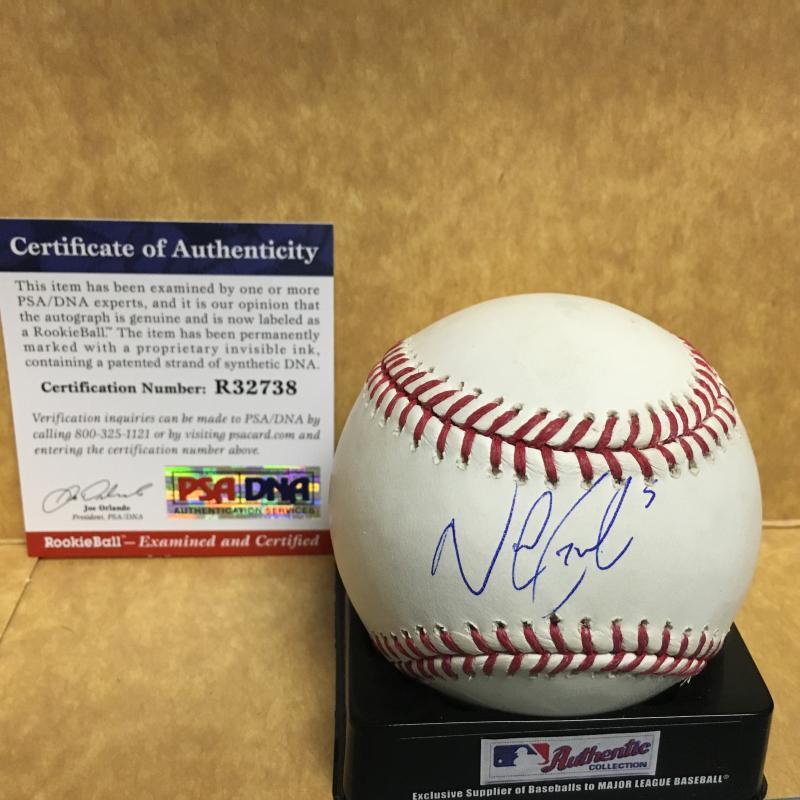 Certificate of Authenticity
This item has been examined by one or more
PSA/DNA experts, and it is our opinion that
the autograph is genuine and is now labeled as
a RookieBall.™ The item has been permanently
marked with a proprietary invisible ink,
containing a patented strand of synthetic DNA.
Certification Number: R32738
Verification inquiries can be made to PSA/DNA by
calling 800-325-1121 or by visiting psacard.com and
entering the certification number above.
Joe Orlando
President, PSA/DNA
PSA DNA
AUTHENTICATION SERVICES
RookieBall™ — Examined and Certified
5
Authentic
COLLECTION
Exclusive Supplier of Baseballs to MAJOR LEAGUE BASEBALL®